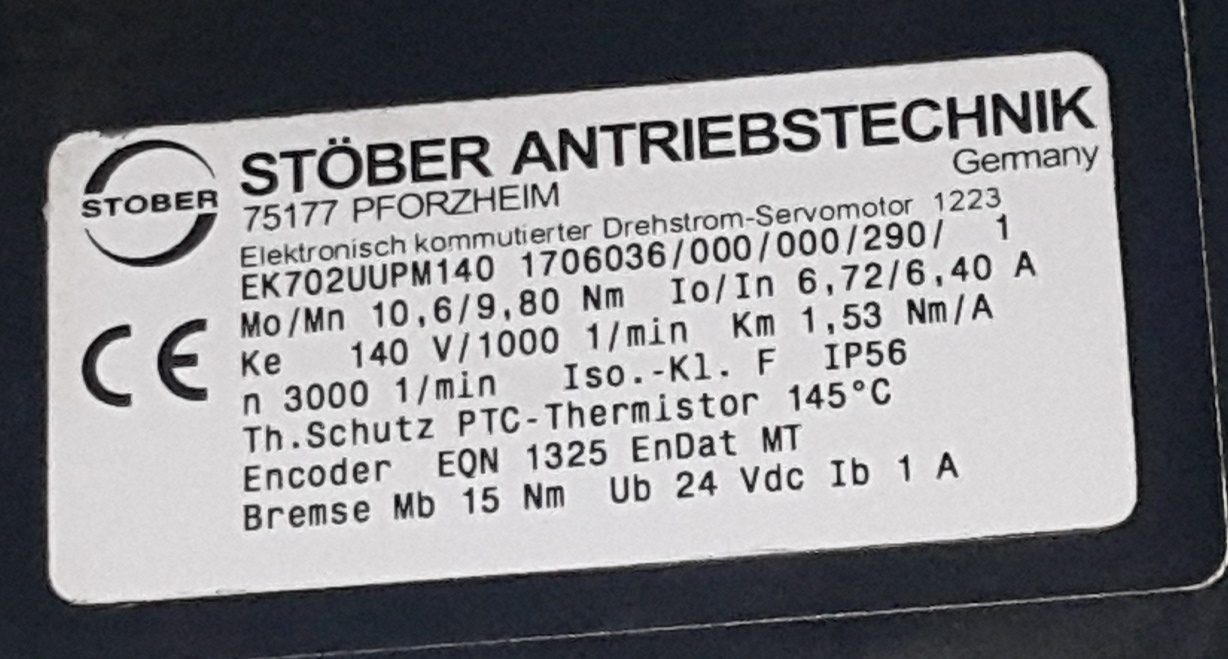 STOBER
STÖBER ANTRIEBSTECHNIK
75177 PFORZHEIM Germany
Elektronisch kommutierter Drehstrom-Servomotor 1223
EK702UUPM140 1706036/000/000/290/ 1
Mo/Mn 10,6/9,80 Nm Io/In 6,72/6,40 A
Ke 140 V/1000 1/min Km 1,53 Nm/A
n 3000 1/min Iso.-Kl. F IP56
Th.Schutz PTC-Thermistor 145°C
Encoder EQN 1325 EnDat MT
Bremse Mb 15 Nm Ub 24 Vdc Ib 1 A
CE